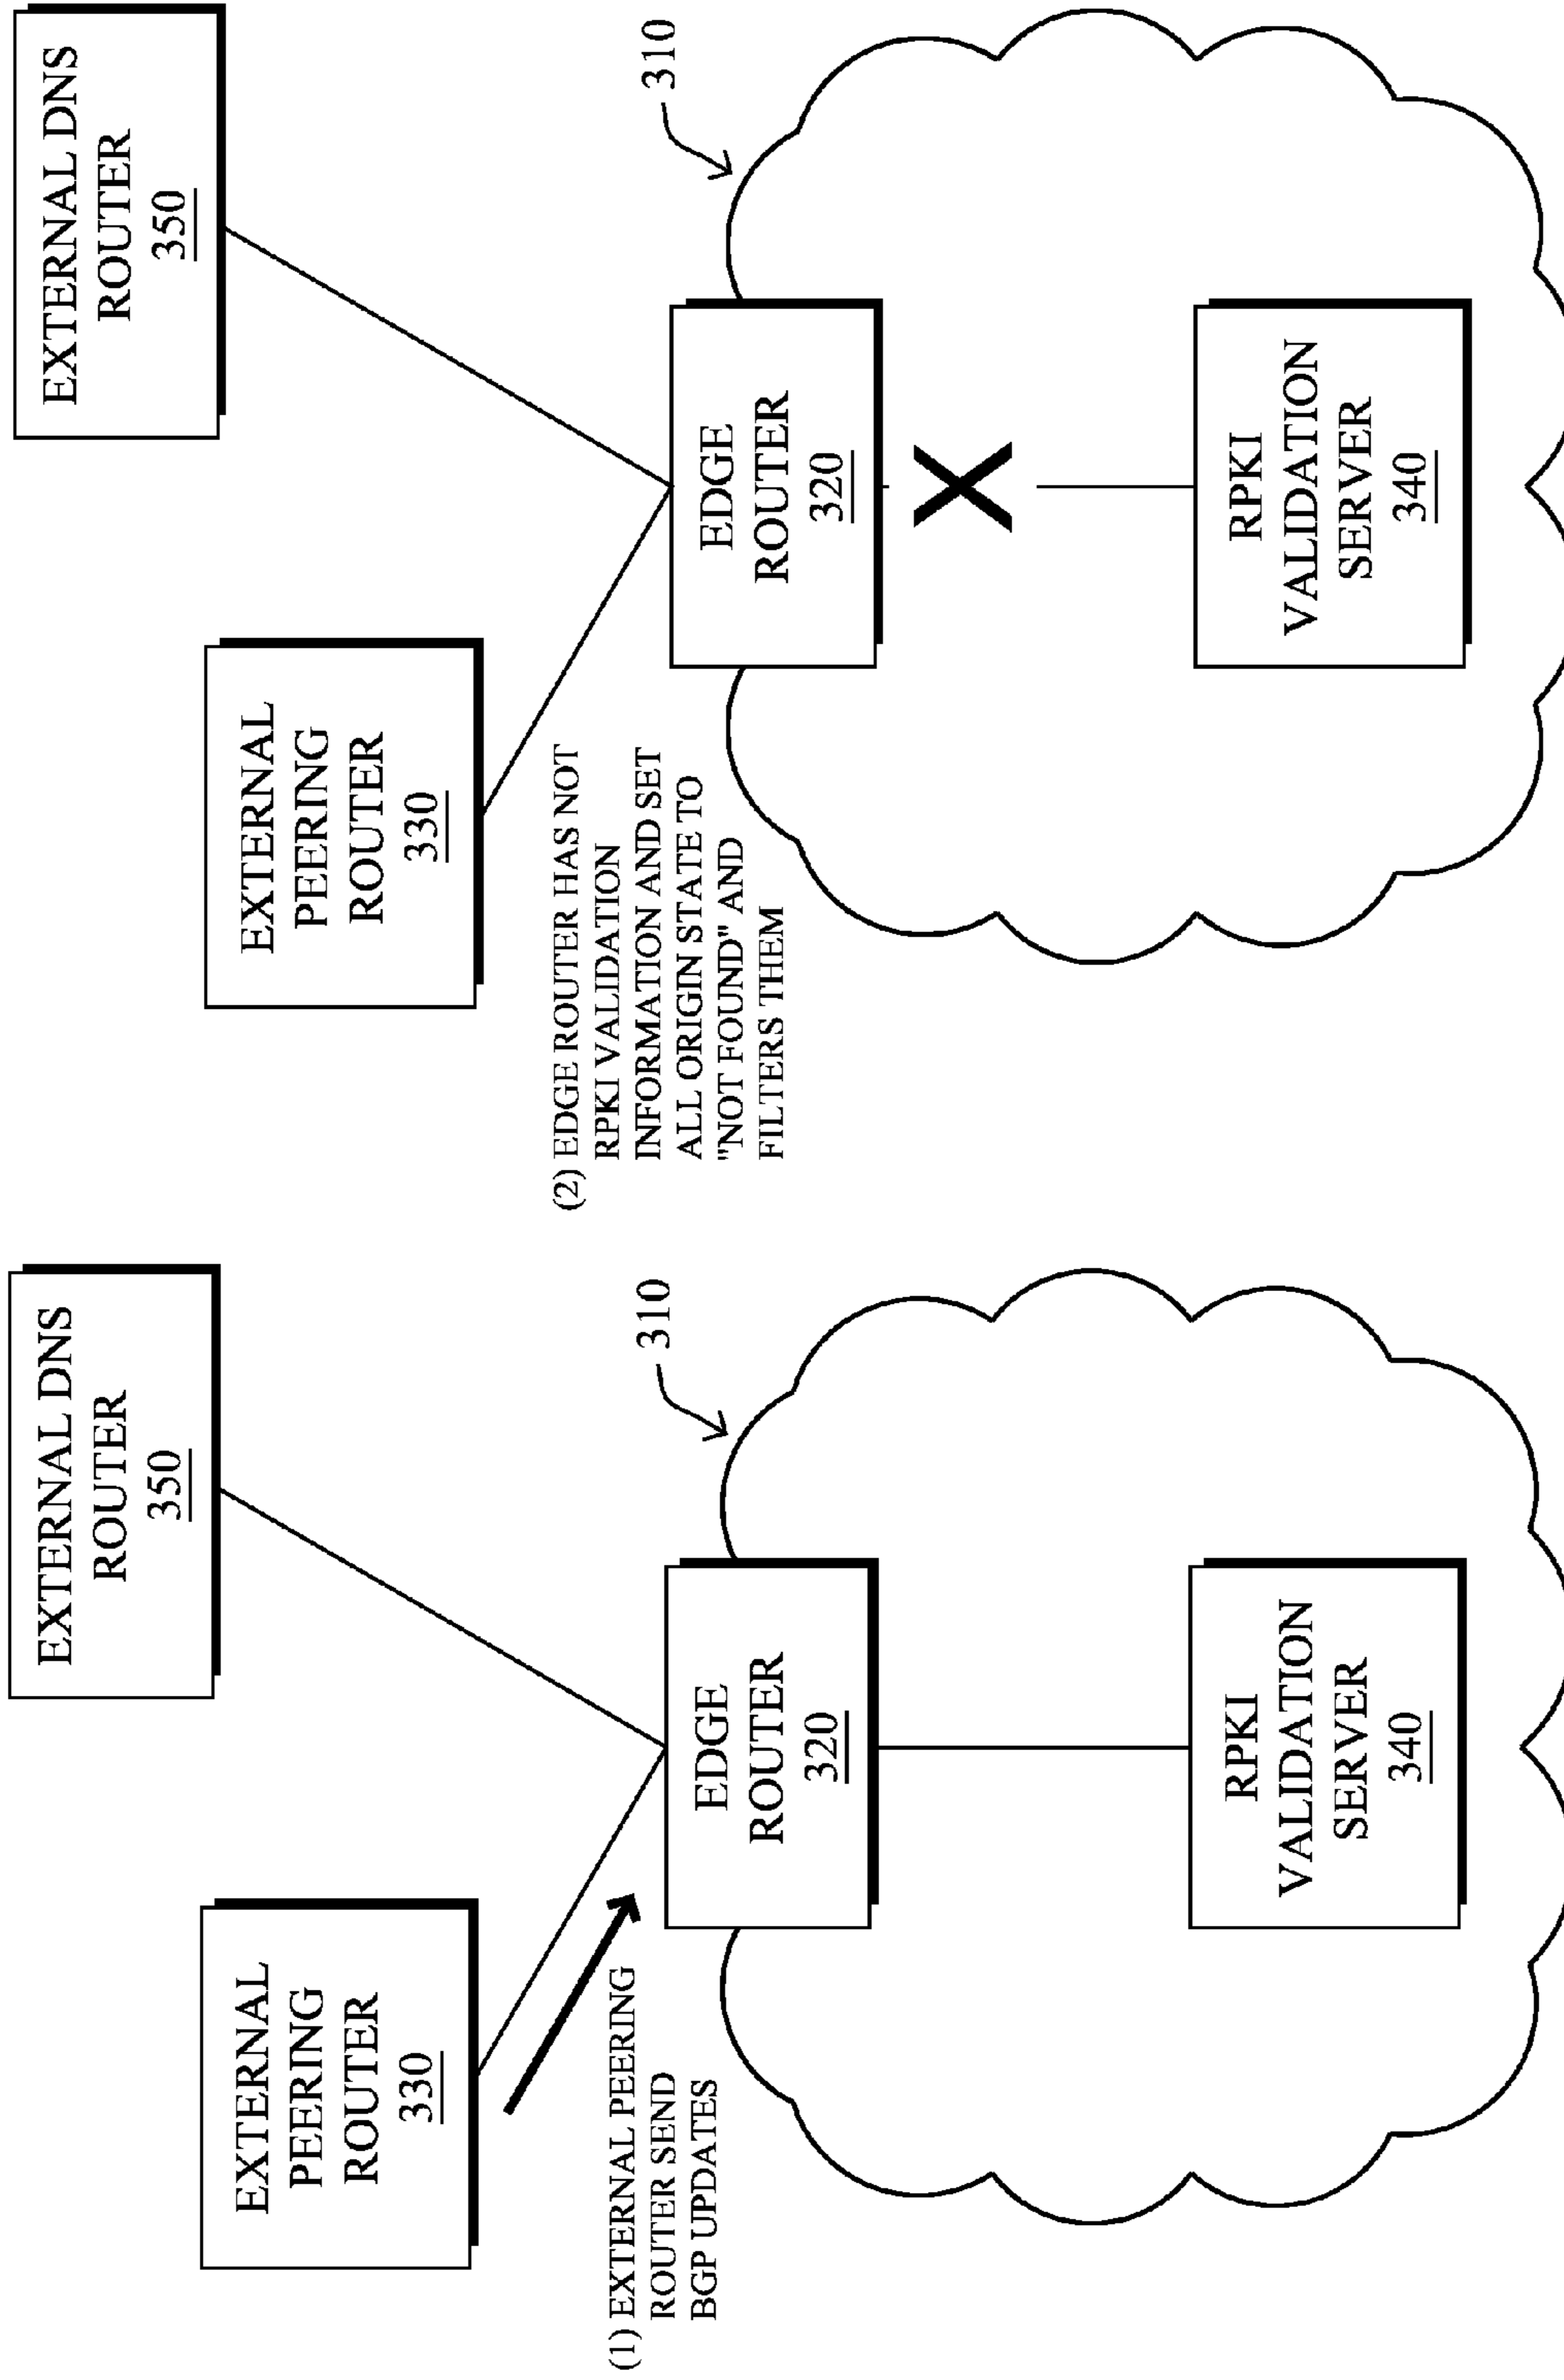 EXTERNAL DNS
ROUTER
350
EXTERNAL
PEERING
ROUTER
330
310
(1) EXTERNAL PEERING
ROUTER SEND
BGP UPDATES
EDGE
ROUTER
320
RPKI
VALIDATION
SERVER
340
EXTERNAL DNS
ROUTER
350
EXTERNAL
PEERING
ROUTER
330
310
(2) EDGE ROUTER HAS NOT
RPKI VALIDATION
INFORMATION AND SET
ALL ORIGIN STATE TO
"NOT FOUND" AND
FILTERS THEM
EDGE
ROUTER
320
RPKI
VALIDATION
SERVER
340